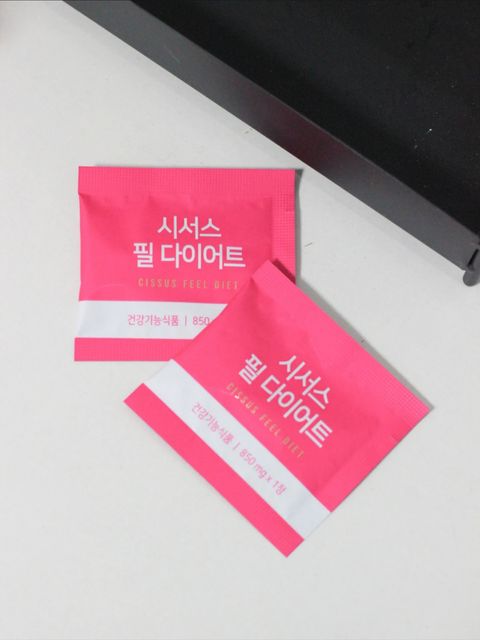 시서스
필 다이어트
CISSUS FEEL DIET
건강기능식품 | 850
시서스
필 다이어트
CISSUS FEEL DIET
건강기능식품 | 850 mg x 1정